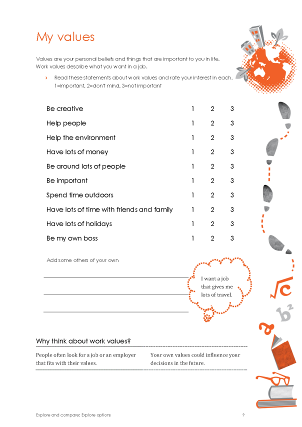 My values
Values are your personal beliefs and things that are important to you in life.
Work values describe what you want in a job.
Read these statements about work values and rate your interest in each.
1=important, 2=don't mind, 3=not important
Be creative 1 2 3
Help people 1 2 3
Help the environment 1 2 3
Have lots of money 1 2 3
Be around lots of people 1 2 3
Be important 1 2 3
Spend time outdoors 1 2 3
Have lots of time with friends and family 1 2 3
Have lots of holidays 1 2 3
Be my own boss 1 2 3
Add some others of your own
I want a job
that gives me
lots of travel.
Why think about work values?
People often look for a job or an employer
that fits with their values.
Your own values could influence your
decisions in the future.
Explore and company: Explore options